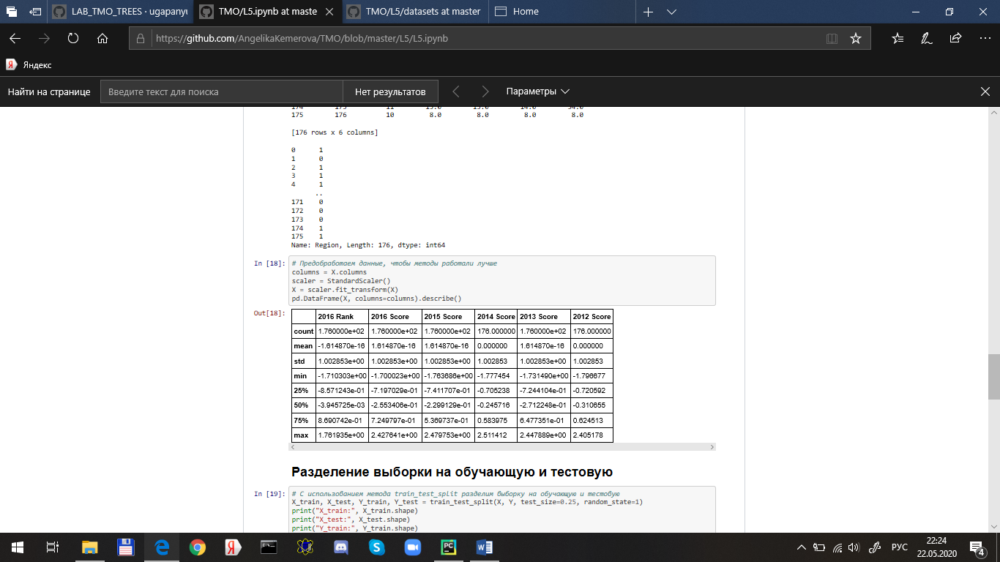 LAB_TMO_TREES · ugapanyu
TMO/L5.ipynb at maste
TMO/L5/datasets at master
Home
https://github.com/AngelikaKemerova/TMO/blob/master/L5/L5.ipynb
Яндекс
Найти на странице
Введите текст для поиска
Нет результатов
Параметры
175 176 10 8.0 8.0 8.0 8.0
[176 rows x 6 columns]
0 1
1 0
2 1
3 1
4 1
..
171 0
172 0
173 0
174 1
175 1
Name: Region, Length: 176, dtype: int64
In [18]:
# Предобработаем данные, чтобы методы работали лучше
columns = X.columns
scaler = StandardScaler()
X = scaler.fit_transform(X)
pd.DataFrame(X, columns=columns).describe()
Out[18]:
2016 Rank 2016 Score 2015 Score 2014 Score 2013 Score 2012 Score
count 1.760000e+02 1.760000e+02 1.760000e+02 176.000000 1.760000e+02 176.000000
mean -1.614870e-16 1.614870e-16 1.614870e-16 0.000000 1.614870e-16 0.000000
std 1.002853e+00 1.002853e+00 1.002853e+00 1.002853 1.002853e+00 1.002853
min -1.710303e+00 -1.700023e+00 -1.763686e+00 -1.777454 -1.731490e+00 -1.796677
25% -8.571243e-01 -7.197029e-01 -7.411707e-01 -0.705238 -7.244104e-01 -0.720592
50% -3.945725e-03 -2.553406e-01 -2.299129e-01 -0.245716 -2.712248e-01 -0.310655
75% 8.690742e-01 7.249797e-01 5.369737e-01 0.583975 6.477351e-01 0.624513
max 1.761935e+00 2.427641e+00 2.479753e+00 2.511412 2.447889e+00 2.405178
Разделение выборки на обучающую и тестовую
In [19]:
# С использованием метода train_test_split разделим выборку на обучающую и тестовую
X_train, X_test, Y_train, Y_test = train_test_split(X, Y, test_size=0.25, random_state=1)
print("X_train:", X_train.shape)
print("X_test:", X_test.shape)
print("Y_train:", Y_train.shape)
РУС
22:24
22.05.2020
4